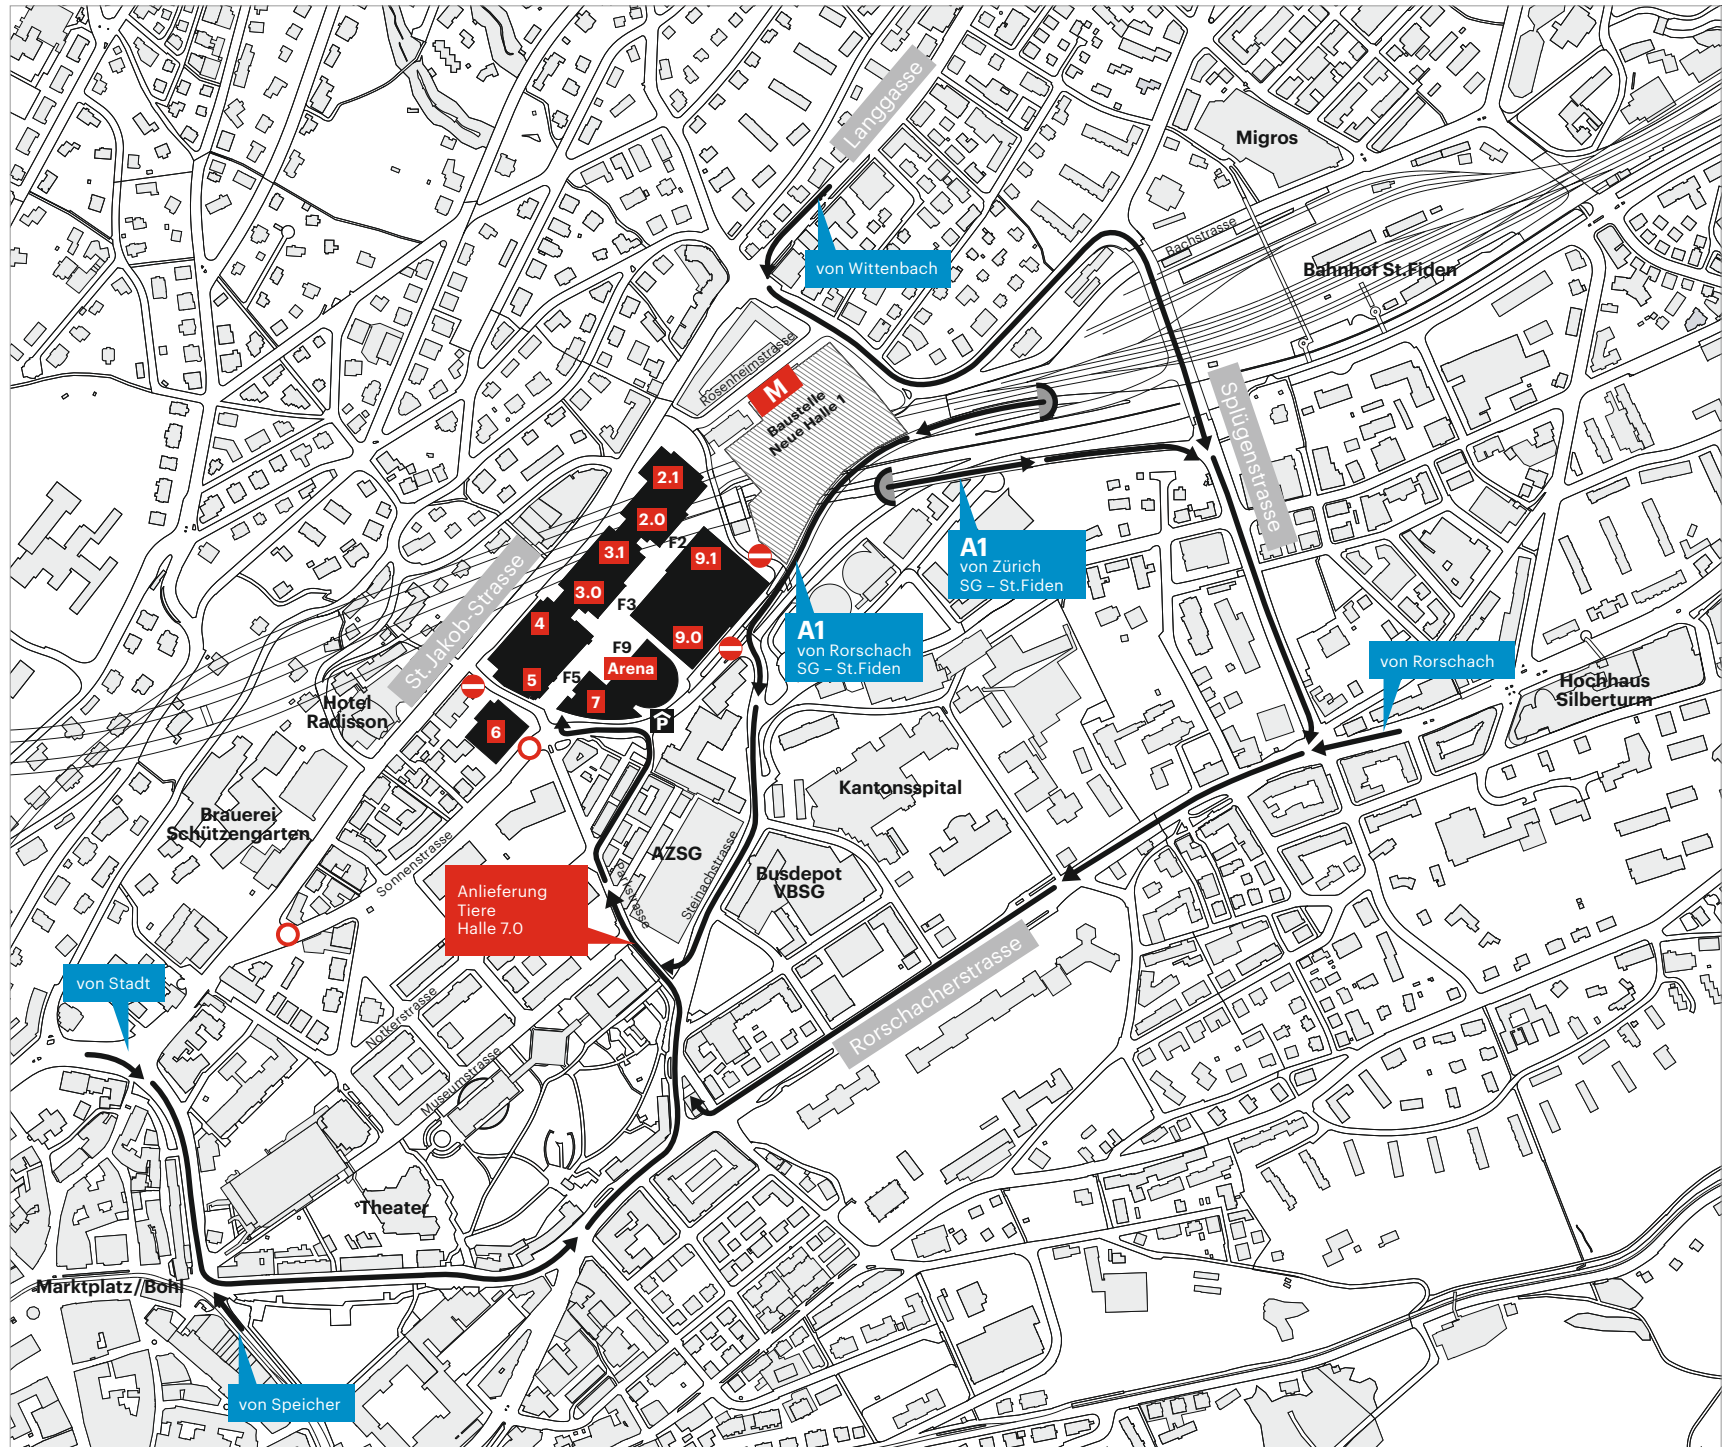 Langgasse
Migros
Bachstrasse
von Wittenbach
Bahnhof St.Fiden
Rosenheimstrasse
M
Baustelle
Neue Halle 1
Splügenstrasse
2.1
2.0
F2
3.1
9.1
3.0
F3
4
9.0
F9
Arena
5
F5
7
6
P
St.Jakob-Strasse
A1
von Zürich
SG – St.Fiden
A1
von Rorschach
SG – St.Fiden
von Rorschach
Hochhaus
Silberturm
Hotel
Radisson
Kantonsspital
Brauerei
Schützengarten
Sonnenstrasse
AZSG
Parkstrasse
Steinachstrasse
Busdepot
VBSG
Anlieferung
Tiere
Halle 7.0
Rorschacherstrasse
von Stadt
Notkerstrasse
Museumstrasse
Theater
Marktplatz/Bohl
von Speicher